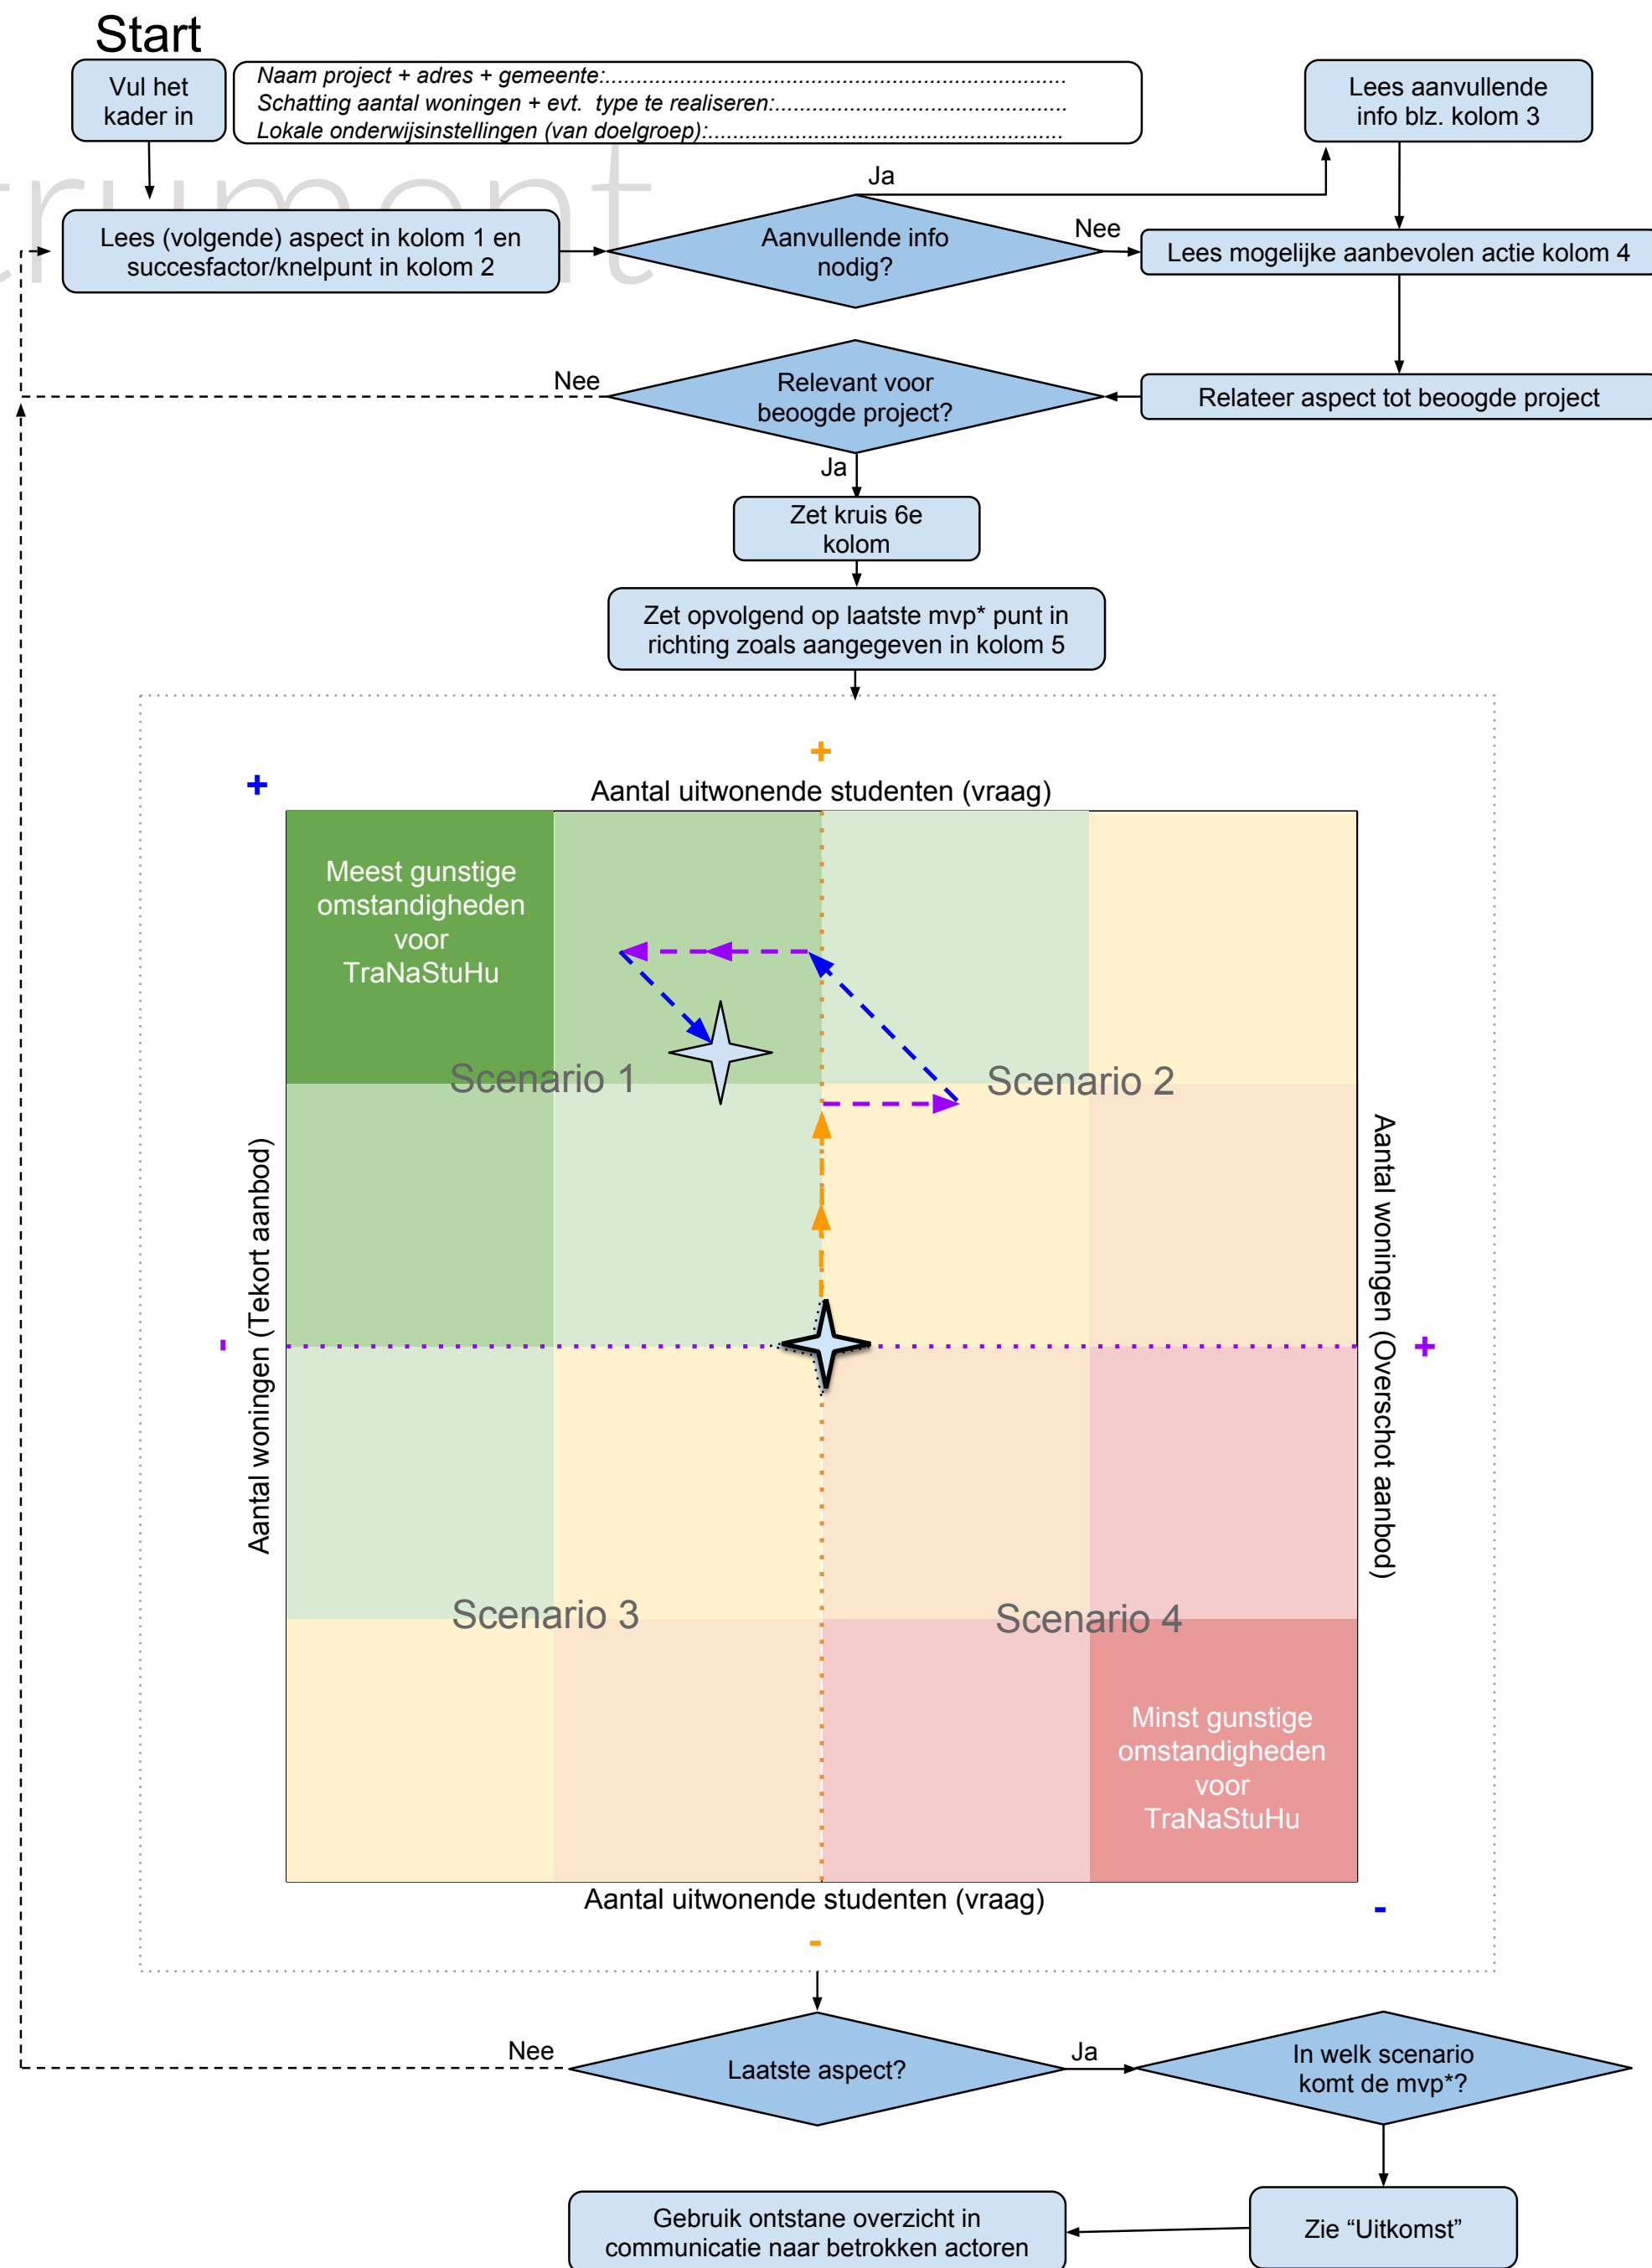 Start
Vul het
kader in
Naam project + adres + gemeente:...........................................................................
Schatting aantal woningen + evt. type te realiseren:...............................................
Lokale onderwijsinstellingen (van doelgroep):.........................................................
Lees aanvullende
info blz. kolom 3
trument
Ja
Lees (volgende) aspect in kolom 1 en
succesfactor/knelpunt in kolom 2
Aanvullende info
nodig?
Nee
Lees mogelijke aanbevolen actie kolom 4
Nee
Relevant voor
beoogde project?
Relateer aspect tot beoogde project
Ja
Zet kruis 6e
kolom
Zet opvolgend op laatste mvp* punt in
richting zoals aangegeven in kolom 5
+
+
Aantal uitwonende studenten (vraag)
Meest gunstige
omstandigheden
voor
TraNaStuHu
Scenario 1
Scenario 2
Aantal woningen (Tekort aanbod)
Aantal woningen (Overschot aanbod)
-
+
Scenario 3
Scenario 4
Minst gunstige
omstandigheden
voor
TraNaStuHu
Aantal uitwonende studenten (vraag)
-
-
Nee
Laatste aspect?
Ja
In welk scenario
komt de mvp*?
Gebruik ontstane overzicht in
communicatie naar betrokken actoren
Zie “Uitkomst”